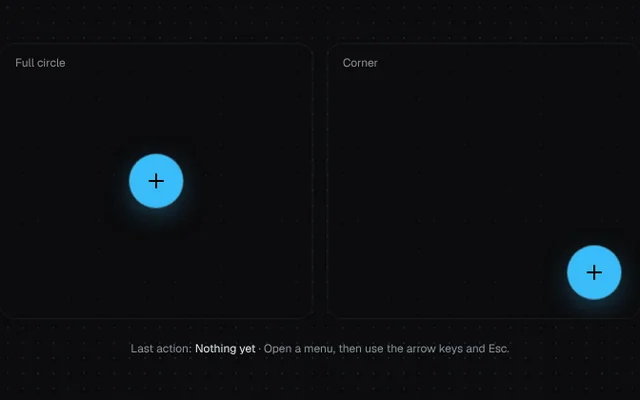 Full circle
Corner
Last action: Nothing yet · Open a menu, then use the arrow keys and Esc.